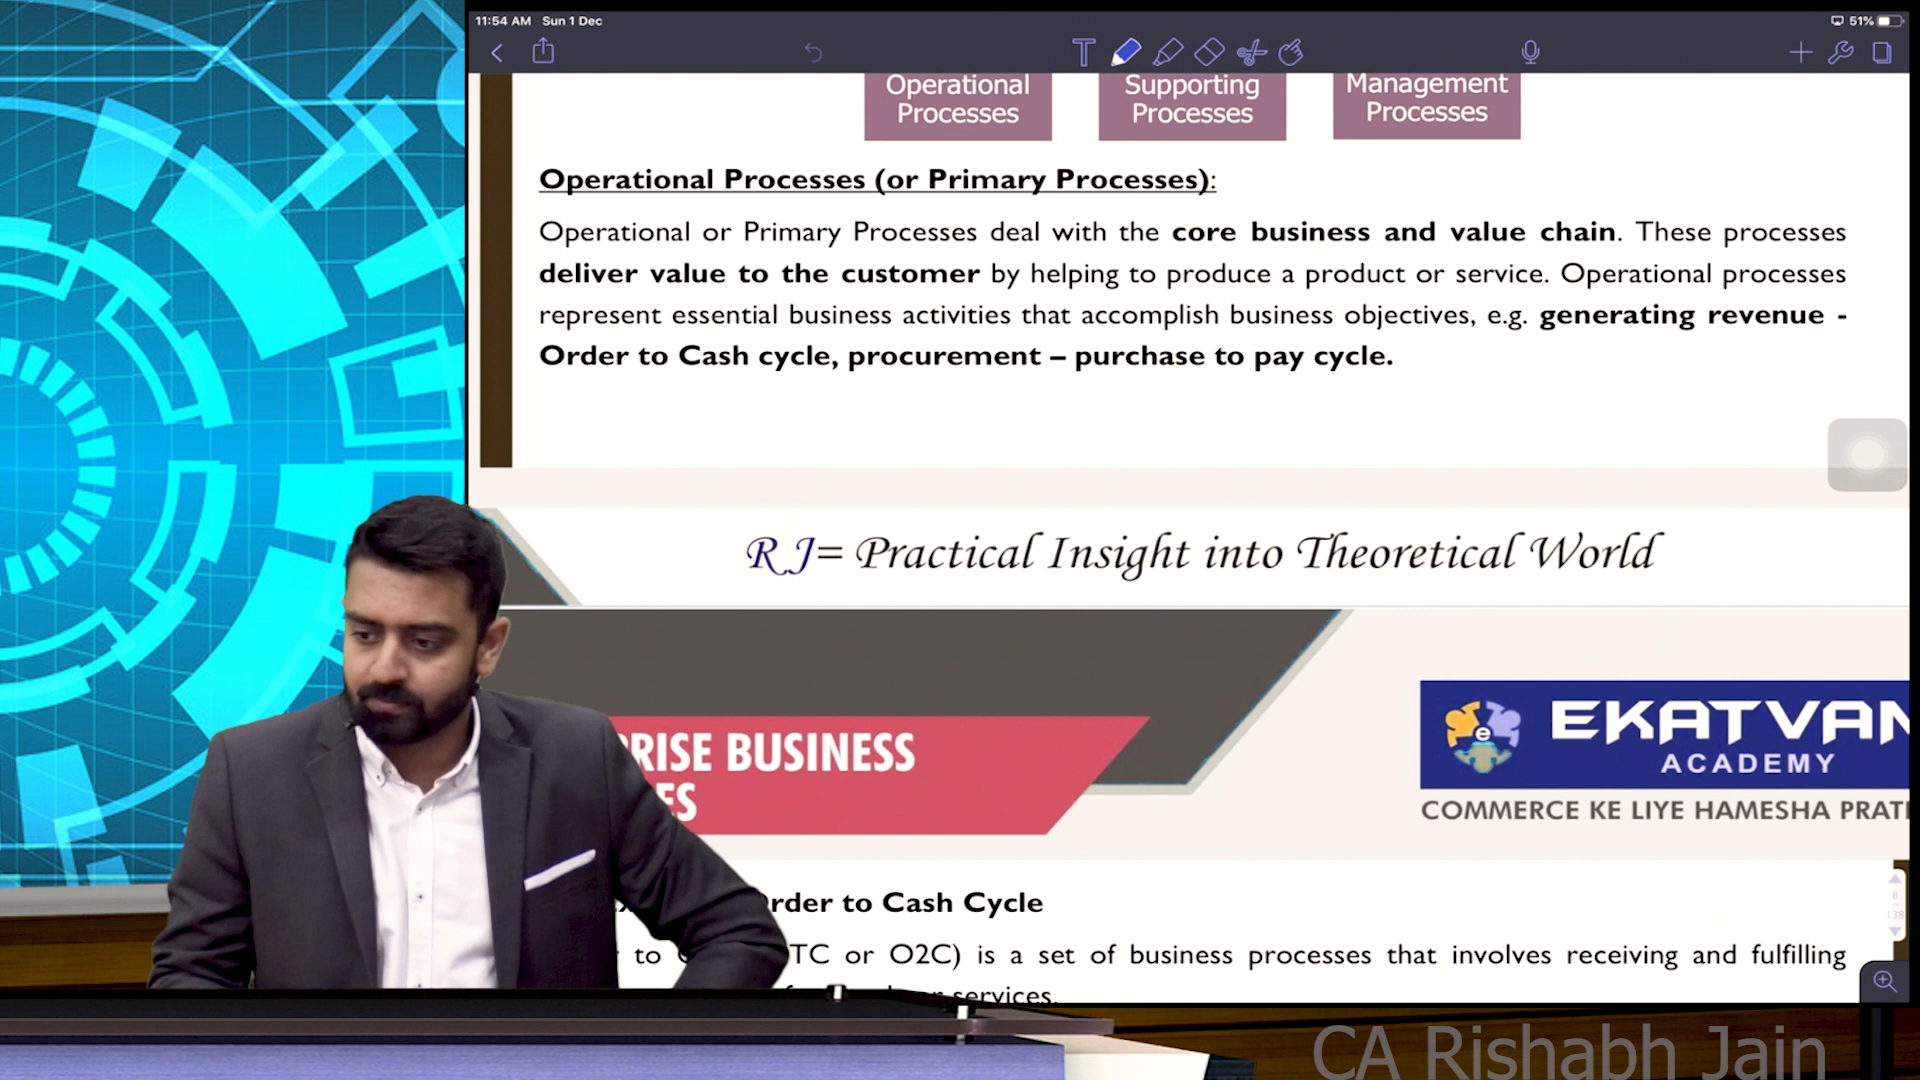 11:54 AM Sun 1 Dec
51%
Operational Processes
Supporting Processes
Management Processes
Operational Processes (or Primary Processes):
Operational or Primary Processes deal with the core business and value chain. These processes
deliver value to the customer by helping to produce a product or service. Operational processes
represent essential business activities that accomplish business objectives, e.g. generating revenue -
Order to Cash cycle, procurement – purchase to pay cycle.
RJ= Practical Insight into Theoretical World
RISE BUSINESS
ES
e
EKATVAN
ACADEMY
COMMERCE KE LIYE HAMESHA PRAT
rder to Cash Cycle
to TC or O2C) is a set of business processes that involves receiving and fulfilling
services.
8
138
CA Rishabh Jain